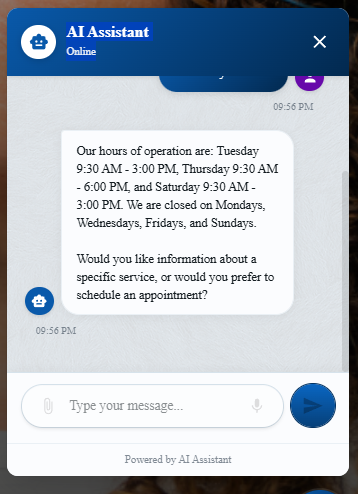 AI Assistant
Online
09:56 PM
Our hours of operation are: Tuesday
9:30 AM - 3:00 PM, Thursday 9:30 AM
- 6:00 PM, and Saturday 9:30 AM -
3:00 PM. We are closed on Mondays,
Wednesdays, Fridays, and Sundays.
Would you like information about a
specific service, or would you prefer to
schedule an appointment?
09:56 PM
Type your message...
Powered by AI Assistant